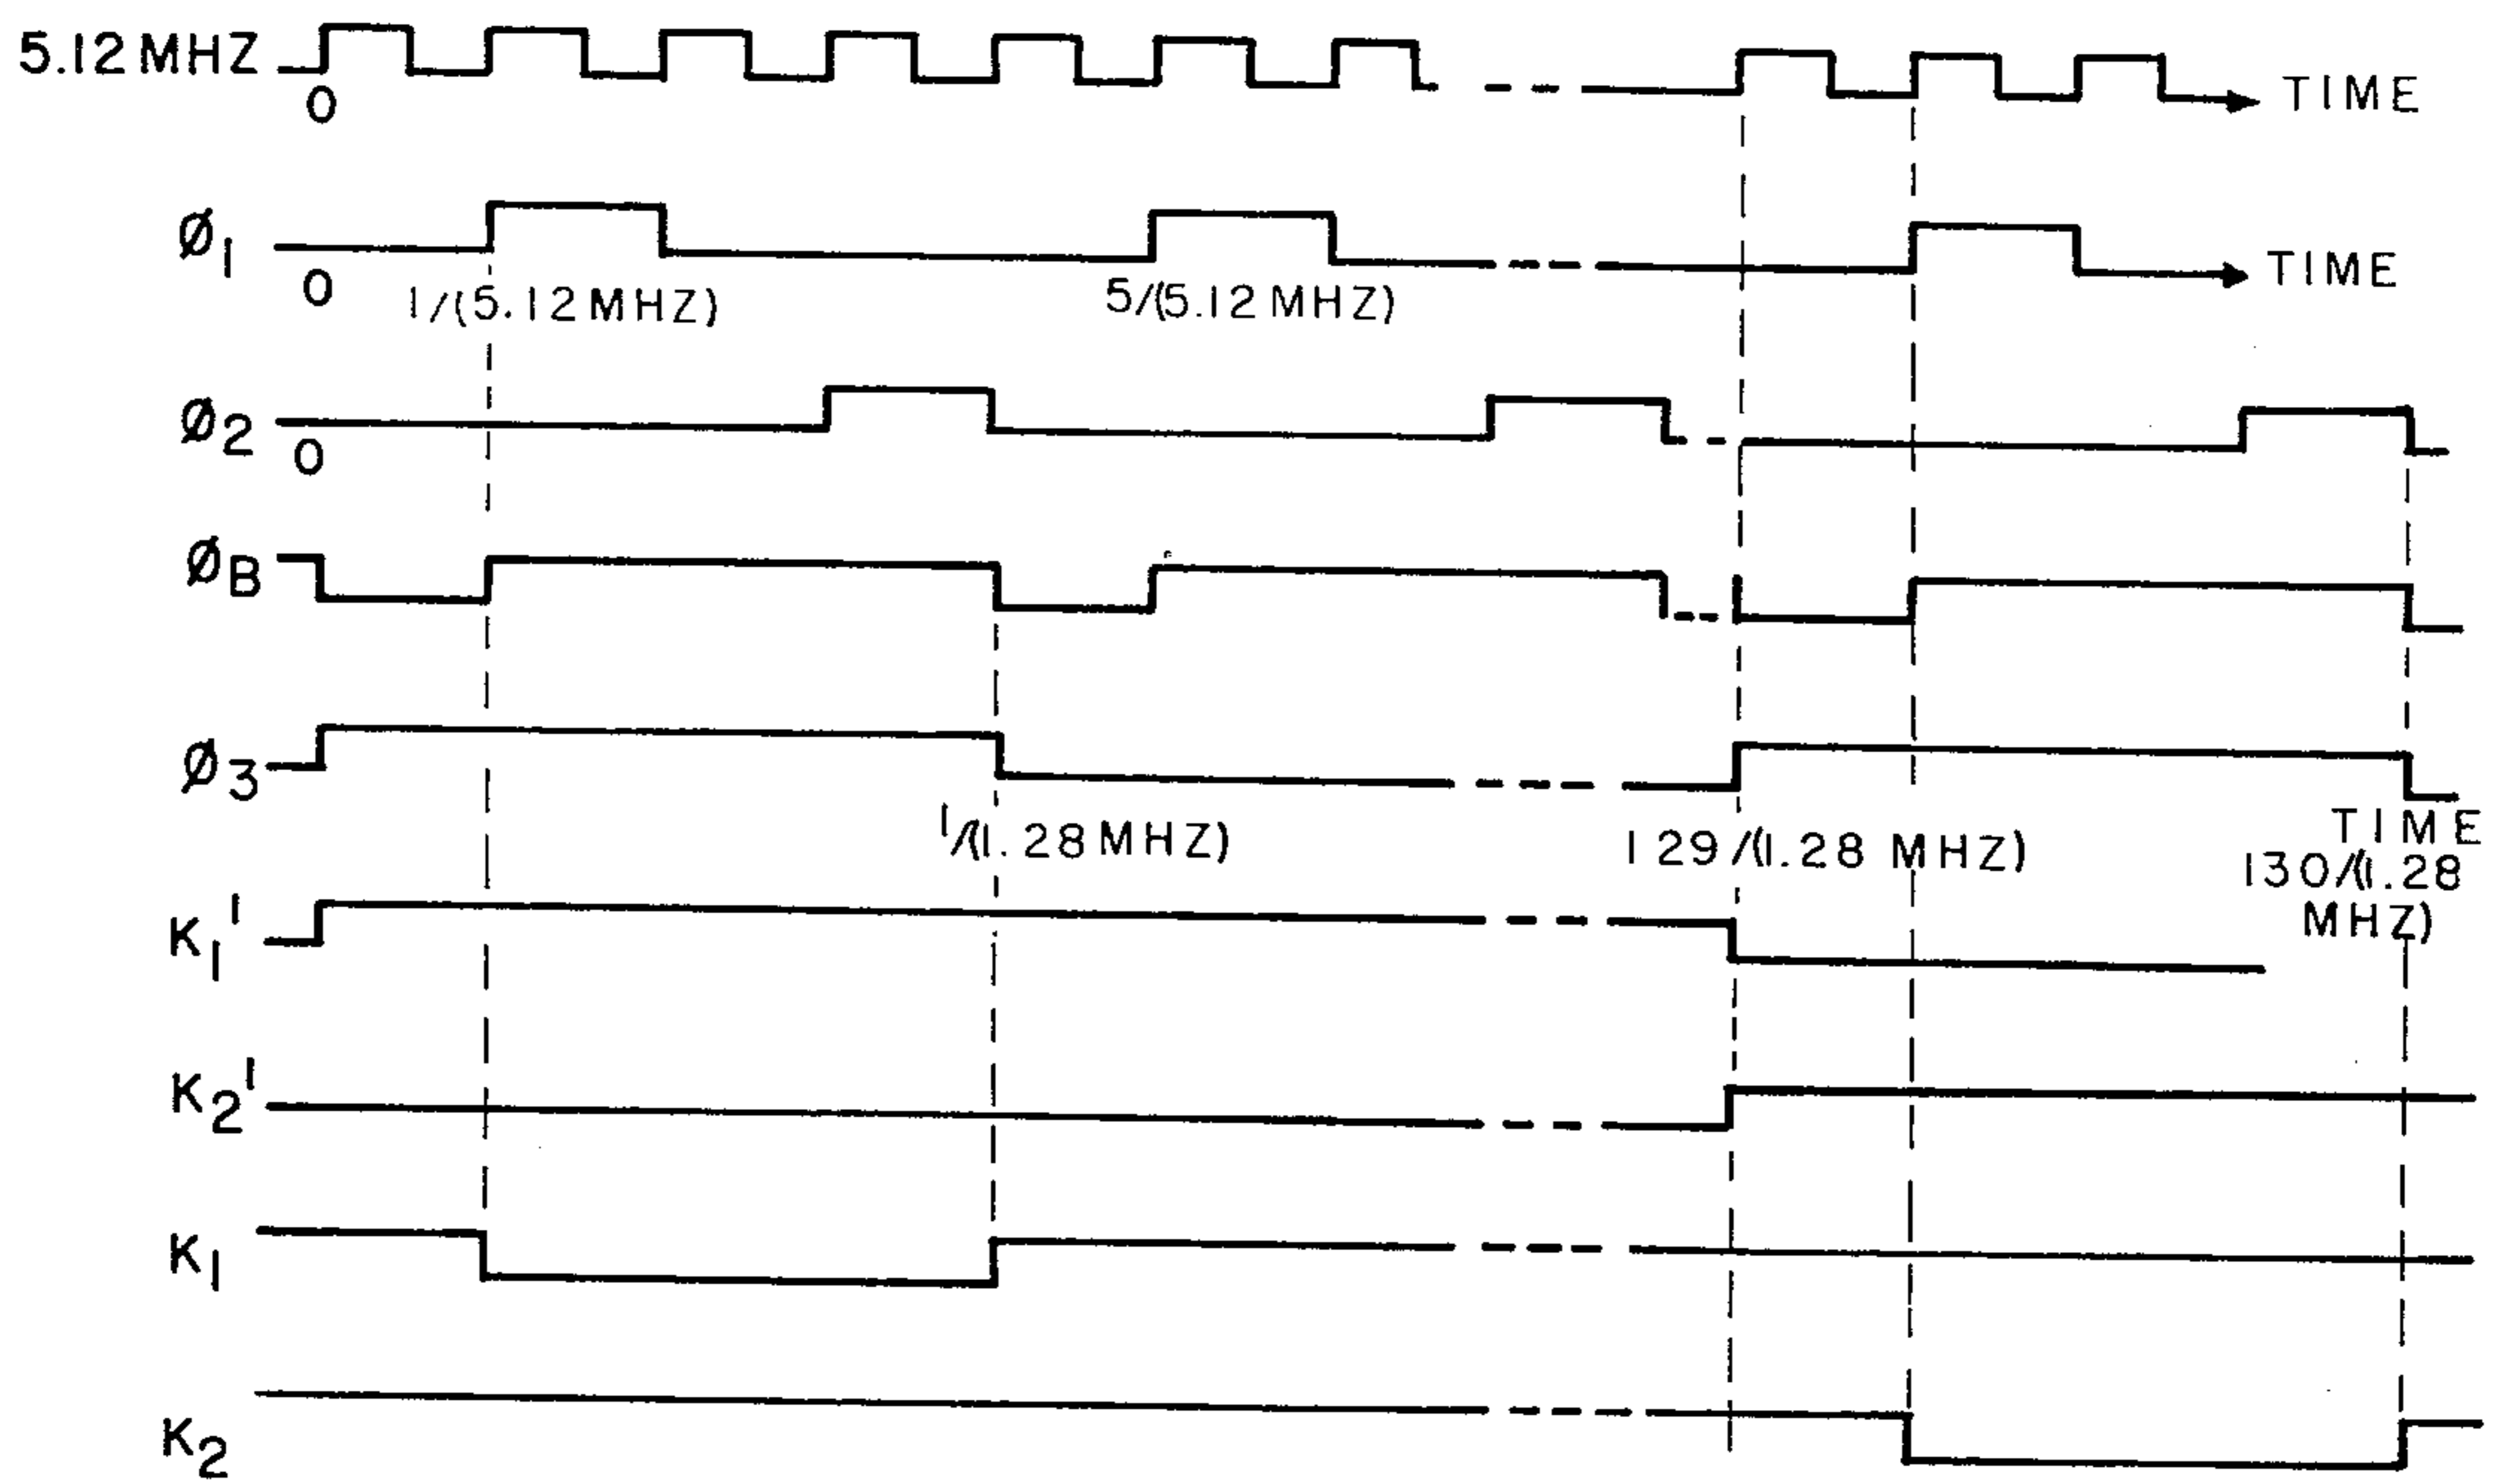 5.12 MHZ
0
TIME
Ø1
0
1/(5.12 MHZ)
5/(5.12 MHZ)
TIME
Ø2
0
ØB
Ø3
1/(1.28 MHZ)
129/(1.28 MHZ)
TIME
130/(1.28
MHZ)
K1'
K2'
K1
K2